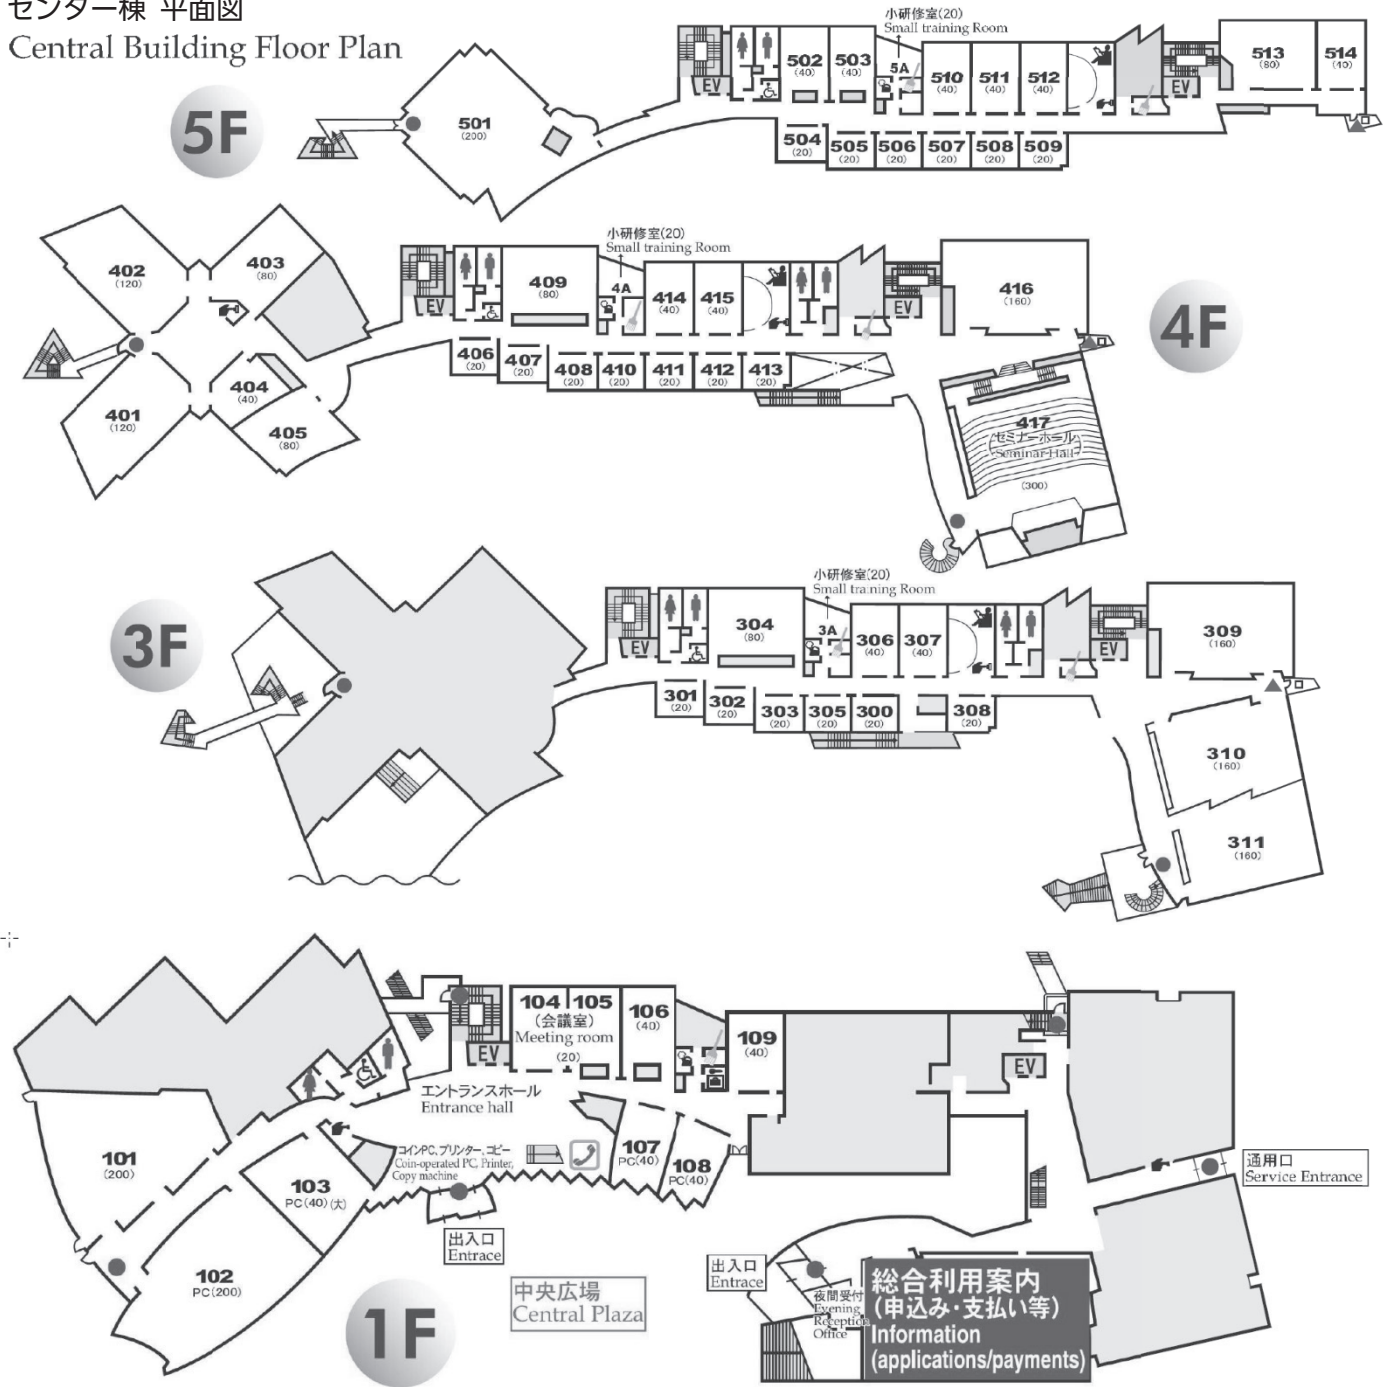 センター棟 平面図
Central Building Floor Plan
5F
501
(200)
EV
502
(40)
503
(40)
小研修室(20)
Small training Room
5A
510
(40)
511
(40)
512
(40)
EV
513
(80)
514
(40)
504
(20)
505
(20)
506
(20)
507
(20)
508
(20)
509
(20)
4F
402
(120)
403
(80)
401
(120)
404
(40)
405
(80)
EV
409
(80)
小研修室(20)
Small training Room
4A
414
(40)
415
(40)
EV
416
(160)
406
(20)
407
(20)
408
(20)
410
(20)
411
(20)
412
(20)
413
(20)
417
(セミナーホール)
Seminar Hall
(300)
3F
EV
304
(80)
小研修室(20)
Small training Room
3A
306
(40)
307
(40)
EV
309
(160)
301
(20)
302
(20)
303
(20)
305
(20)
300
(20)
308
(20)
310
(160)
311
(160)
1F
101
(200)
102
PC(200)
103
PC(40)(大)
EV
104
105
(会議室)
Meeting room
(20)
106
(40)
109
(40)
EV
エントランスホール
Entrance hall
コインPC、プリンター、コピー
Coin-operated PC, Printer,
Copy machine
107
PC(40)
108
PC(40)
出入口
Entrace
中央広場
Central Plaza
出入口
Entrace
夜間受付
Evening
Reception
Office
総合利用案内
(申込み・支払い等)
Information
(applications/payments)
通用口
Service Entrance